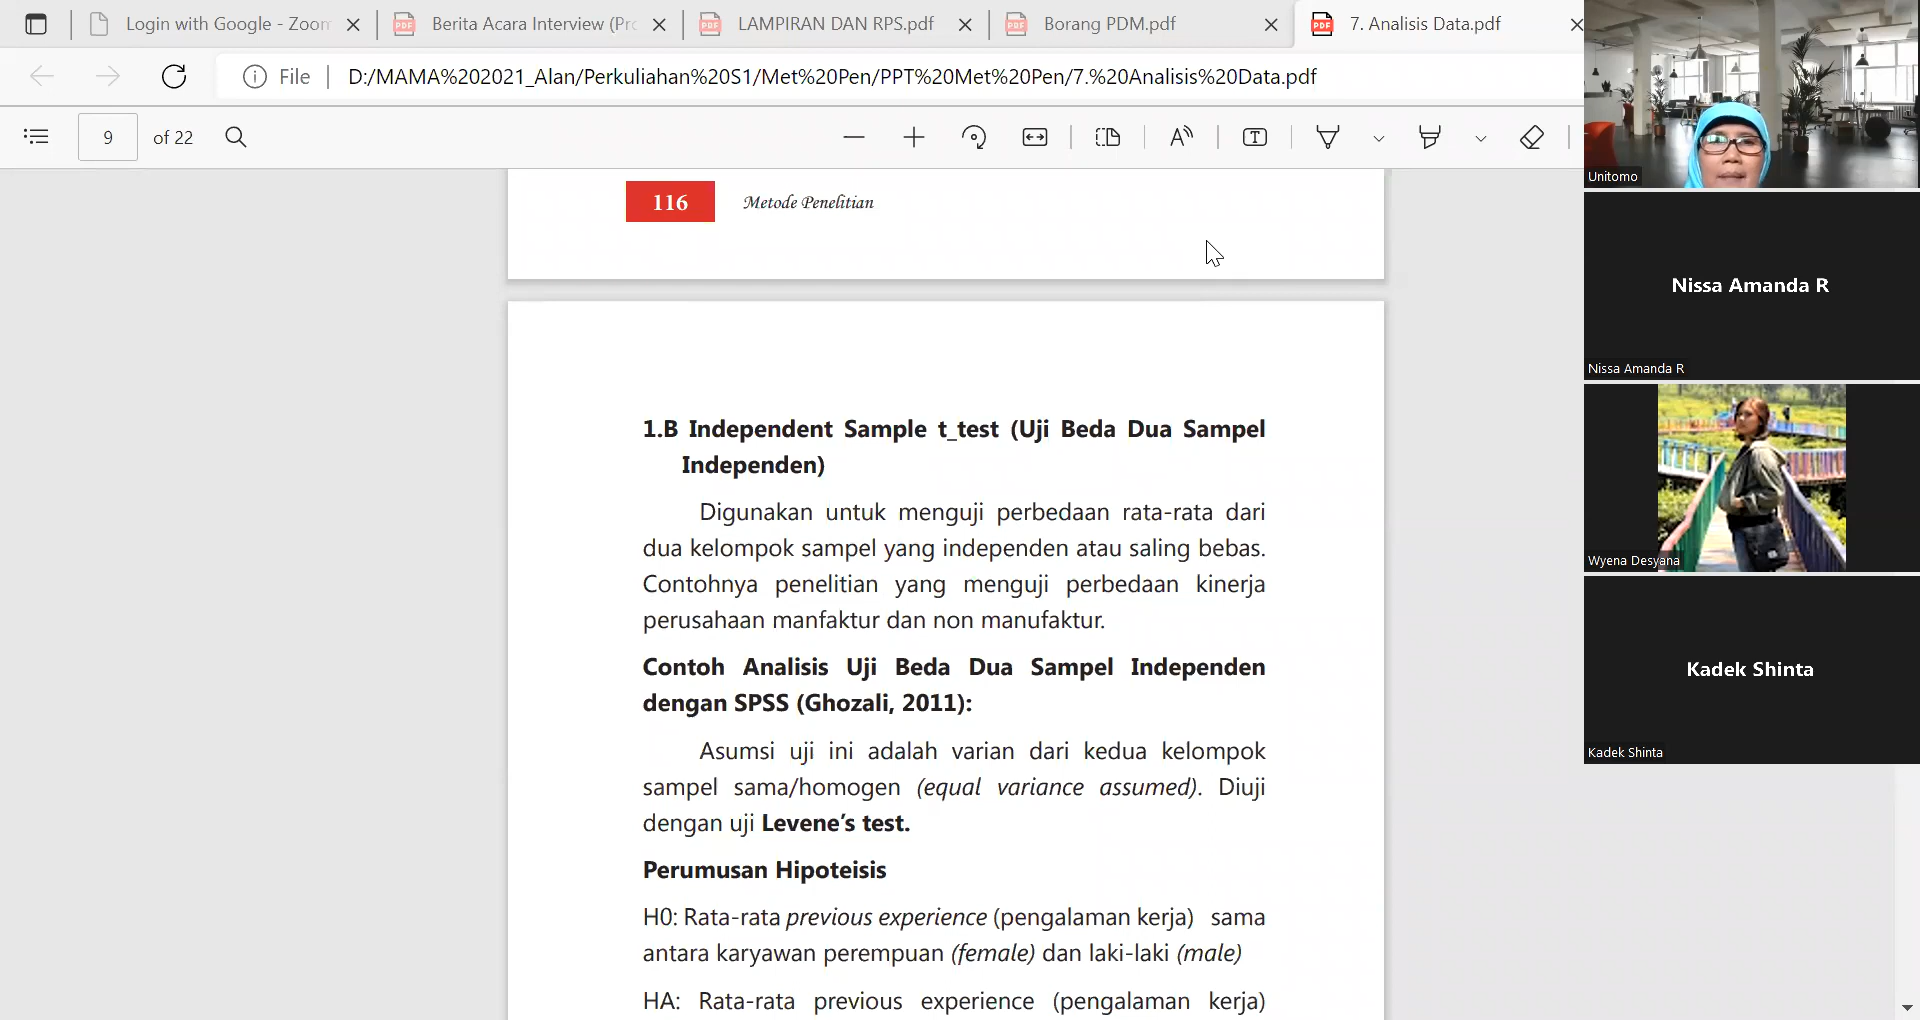 Login with Google - Zoom
Berita Acara Interview (Pro
LAMPIRAN DAN RPS.pdf
Borang PDM.pdf
7. Analisis Data.pdf
File
D:/MAMA%202021_Alan/Perkuliahan%20S1/Met%20Pen/PPT%20Met%20Pen/7.%20Analisis%20Data.pdf
9 of 22
116 Metode Penelitian
1.B Independent Sample t_test (Uji Beda Dua Sampel
Independen)
Digunakan untuk menguji perbedaan rata-rata dari
dua kelompok sampel yang independen atau saling bebas.
Contohnya penelitian yang menguji perbedaan kinerja
perusahaan manfaktur dan non manufaktur.
Contoh Analisis Uji Beda Dua Sampel Independen
dengan SPSS (Ghozali, 2011):
Asumsi uji ini adalah varian dari kedua kelompok
sampel sama/homogen (equal variance assumed). Diuji
dengan uji Levene's test.
Perumusan Hipoteisis
H0: Rata-rata previous experience (pengalaman kerja) sama
antara karyawan perempuan (female) dan laki-laki (male)
HA: Rata-rata previous experience (pengalaman kerja)
Unitomo
Nissa Amanda R
Nissa Amanda R
Wyena Desyana
Kadek Shinta
Kadek Shinta